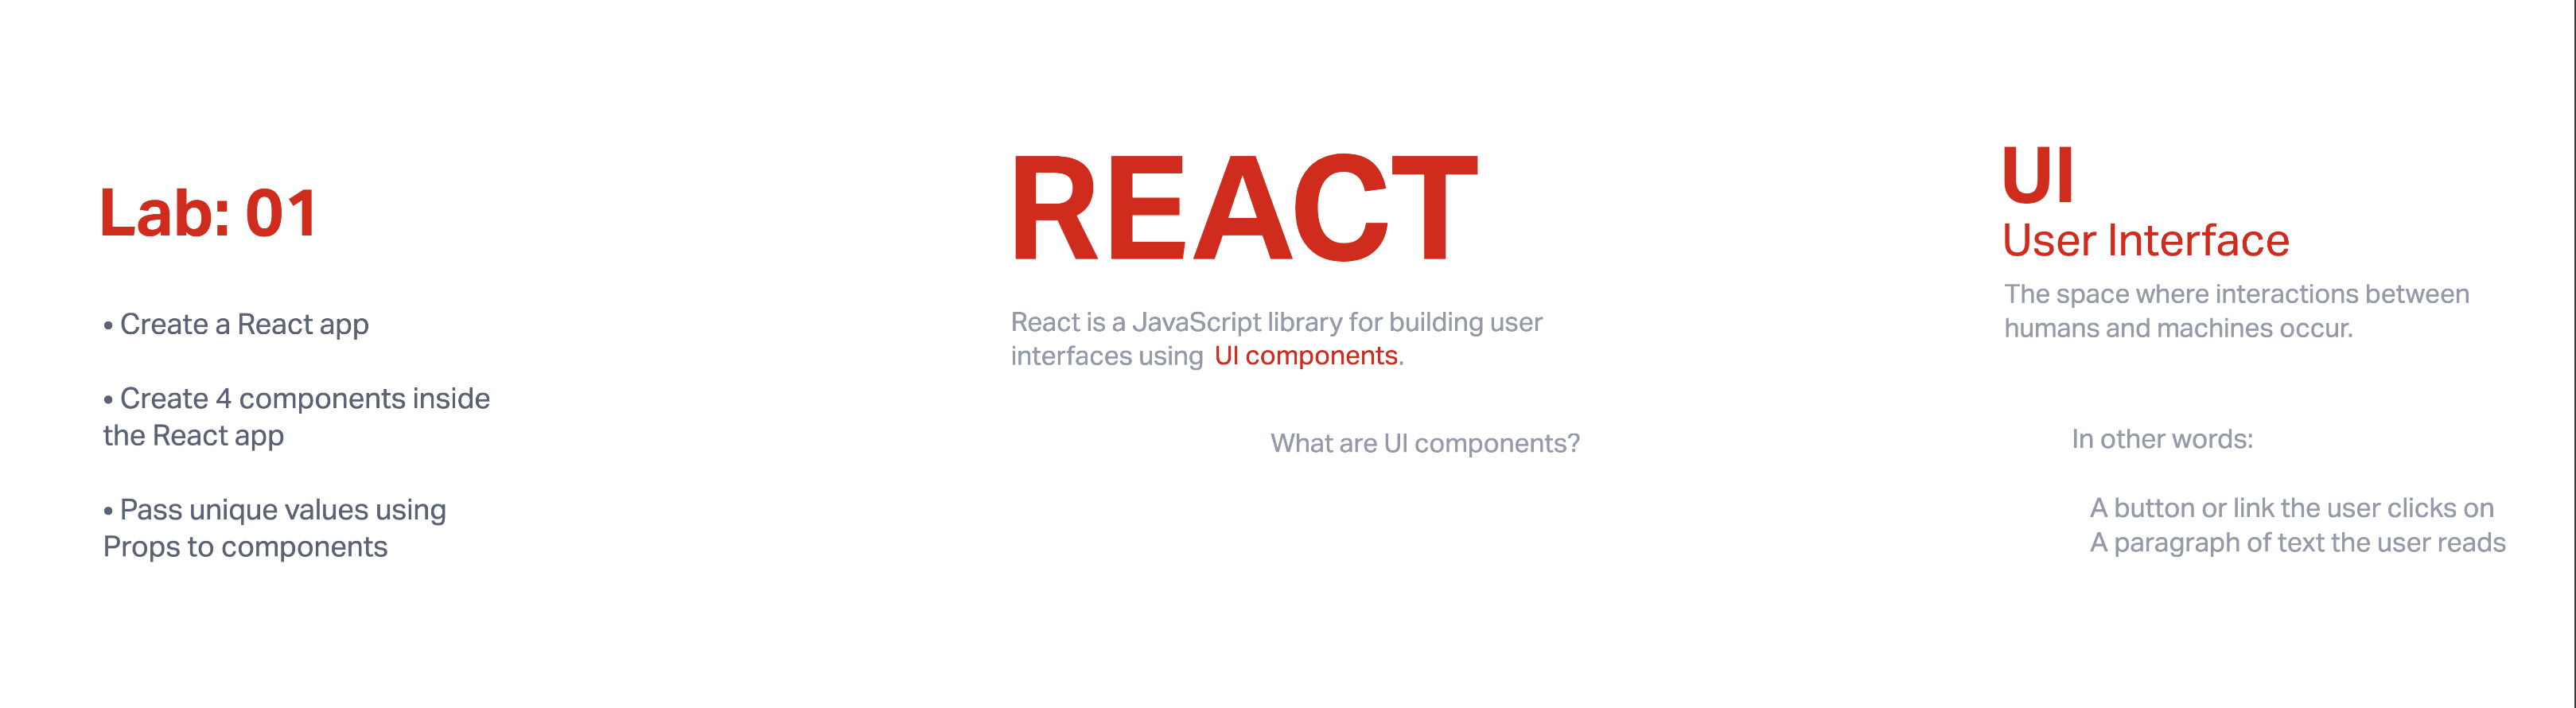 Lab: 01
• Create a React app
• Create 4 components inside
the React app
• Pass unique values using
Props to components
REACT
React is a JavaScript library for building user
interfaces using UI components.
What are UI components?
UI
User Interface
The space where interactions between
humans and machines occur.
In other words:
A button or link the user clicks on
A paragraph of text the user reads